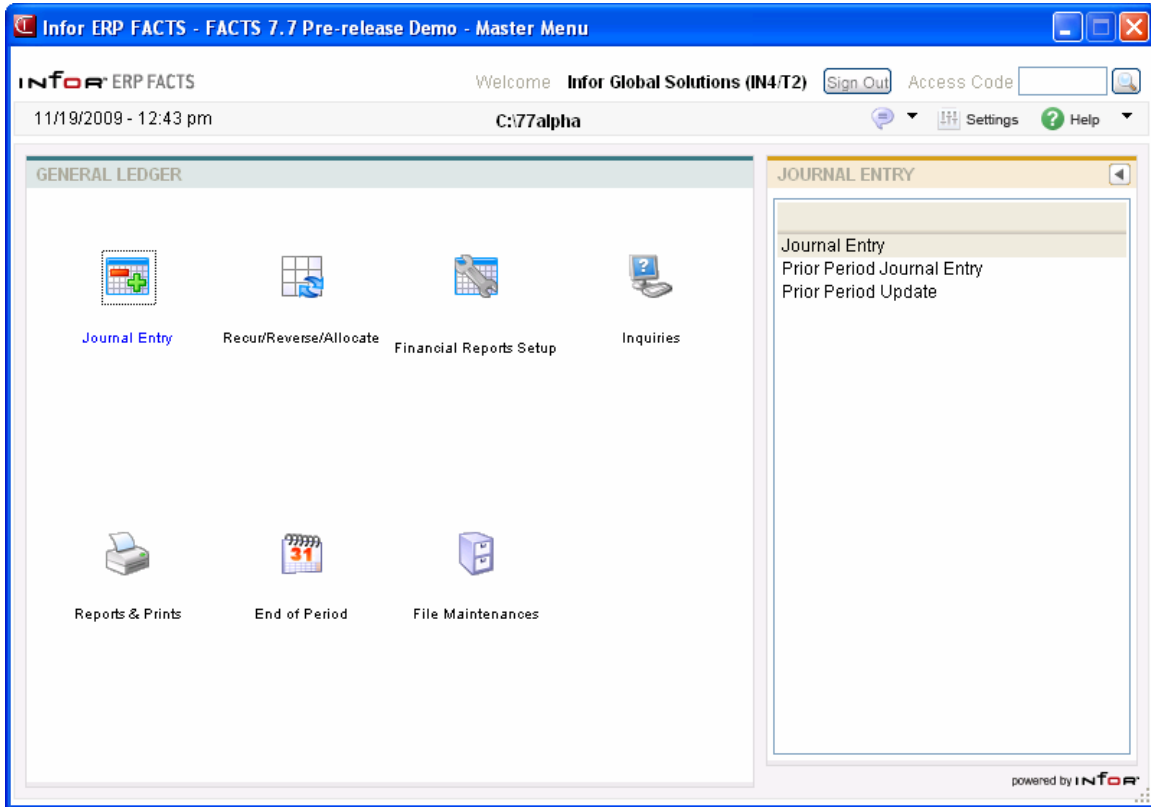 Infor ERP FACTS - FACTS 7.7 Pre-release Demo - Master Menu
INFOR ERP FACTS Welcome Infor Global Solutions (IN4/T2) Sign Out Access Code
11/19/2009 - 12:43 pm C:\77alpha Settings Help
GENERAL LEDGER
Journal Entry Recur/Reverse/Allocate Financial Reports Setup Inquiries
31
Reports & Prints End of Period File Maintenances
JOURNAL ENTRY
Journal Entry
Prior Period Journal Entry
Prior Period Update
powered by INFOR